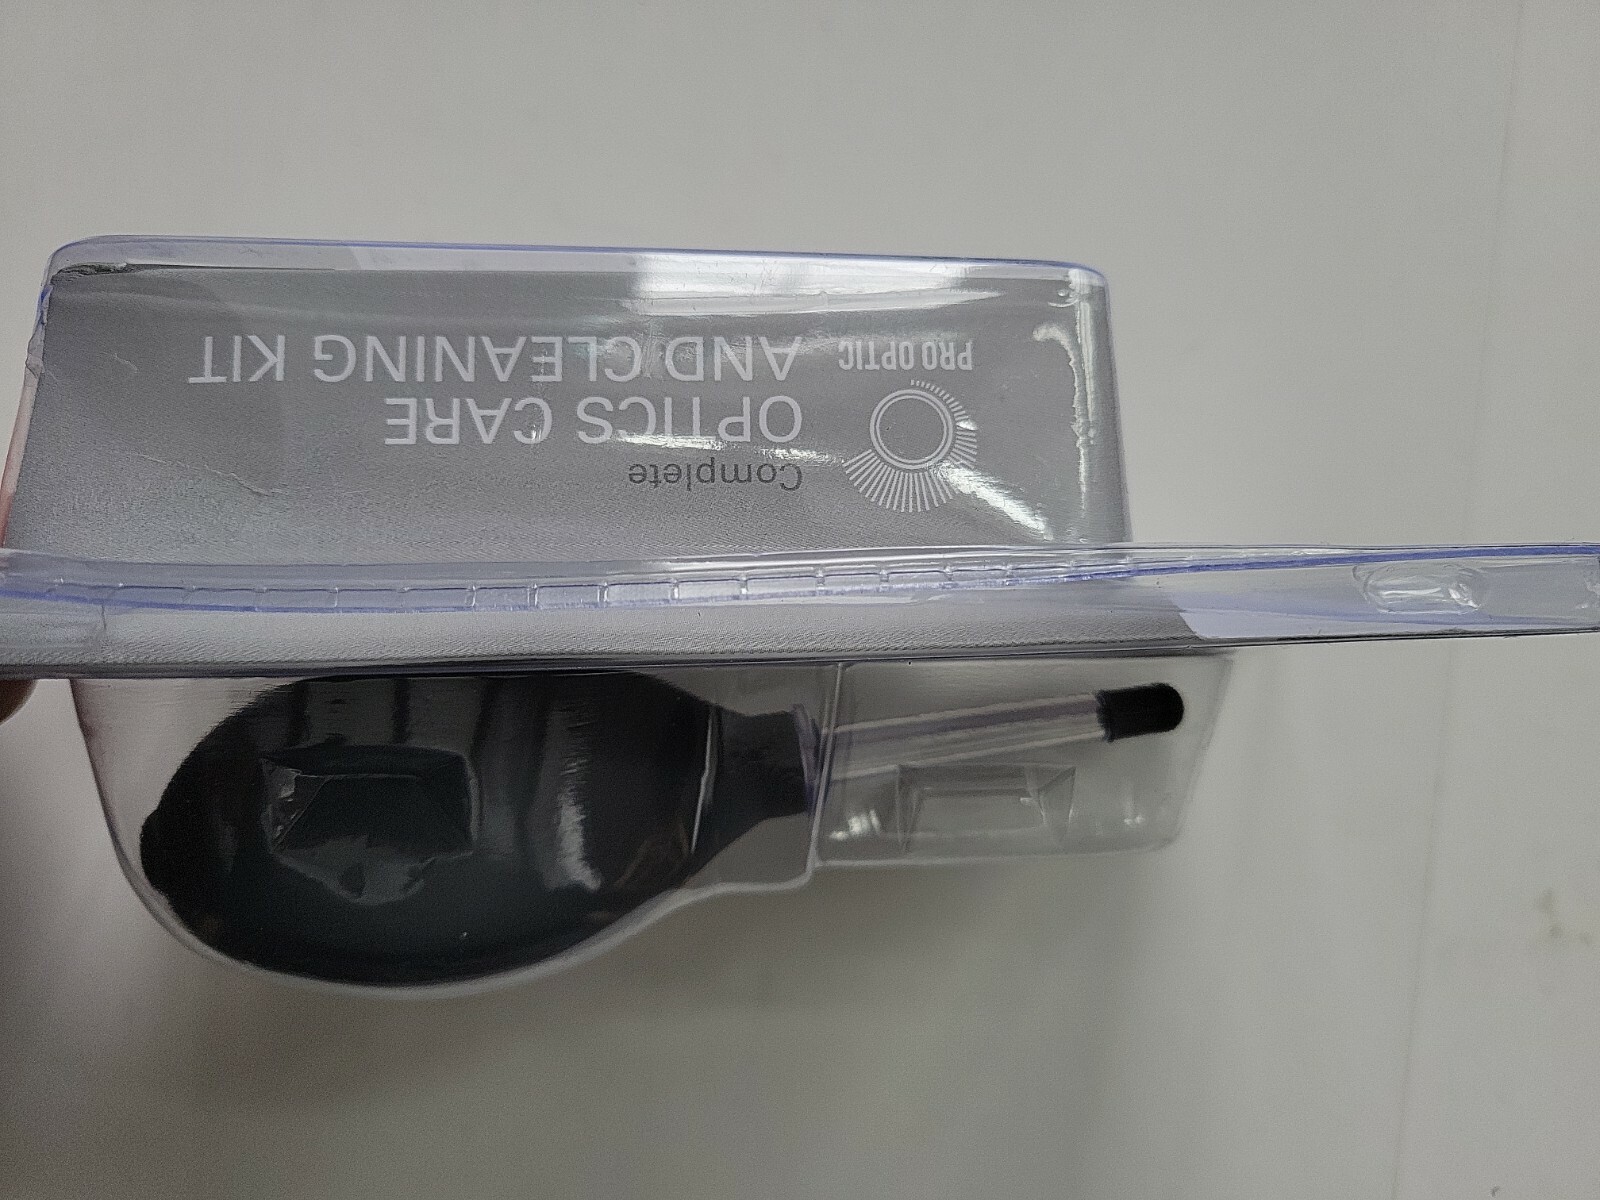 Complete
OPTICS CARE
AND CLEANING KIT
PRO OPTIC